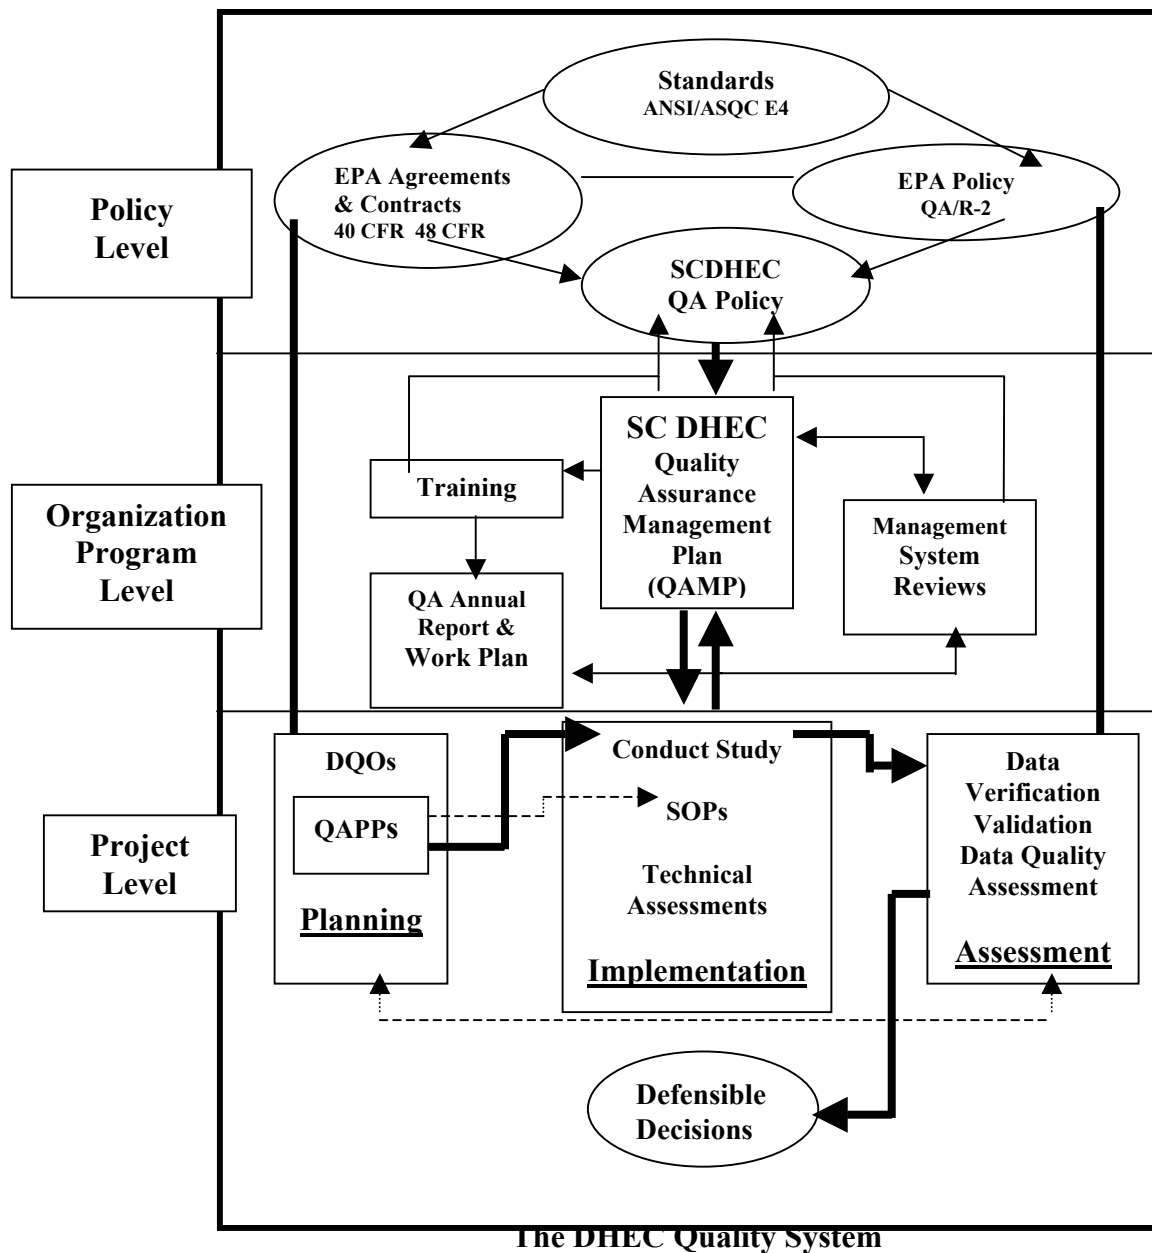 Standards
ANSI/ASQC E4
EPA Agreements
& Contracts
40 CFR 48 CFR
EPA Policy
QA/R-2
Policy
Level
SCDHEC
QA Policy
SC DHEC
Quality
Assurance
Management
Plan
(QAMP)
Training
Organization
Program
Level
Management
System
Reviews
QA Annual
Report &
Work Plan
DQOs
QAPPs
Planning
Conduct Study
SOPs
Technical
Assessments
Implementation
Data
Verification
Validation
Data Quality
Assessment
Assessment
Project
Level
Defensible
Decisions
The DHEC Quality System